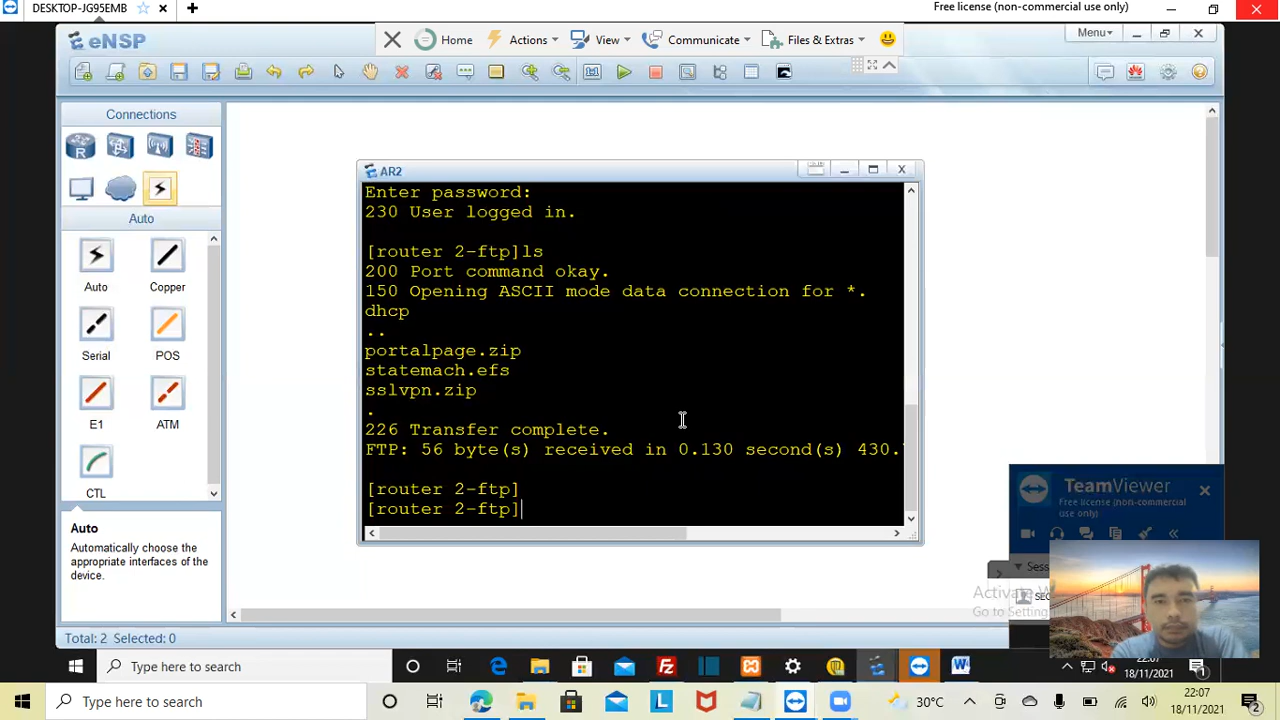 DESKTOP-JG95EMB
Free license (non-commercial use only)
eNSP
Home
Actions
View
Communicate
Files & Extras
Menu
Connections
Auto
Auto
Copper
Serial
POS
E1
ATM
CTL
Auto
Automatically choose the
appropriate interfaces of the
device.
AR2
Enter password:
230 User logged in.
[router 2-ftp]ls
200 Port command okay.
150 Opening ASCII mode data connection for *.
dhcp
..
portalpage.zip
statemach.efs
sslvpn.zip
.
226 Transfer complete.
FTP: 56 byte(s) received in 0.130 second(s) 430.
[router 2-ftp]
[router 2-ftp]
TeamViewer
Free license (non-commercial
use only)
Total: 2 Selected: 0
Go to Setting
Type here to search
22:07
18/11/2021
Type here to search
30°C
22:07
18/11/2021